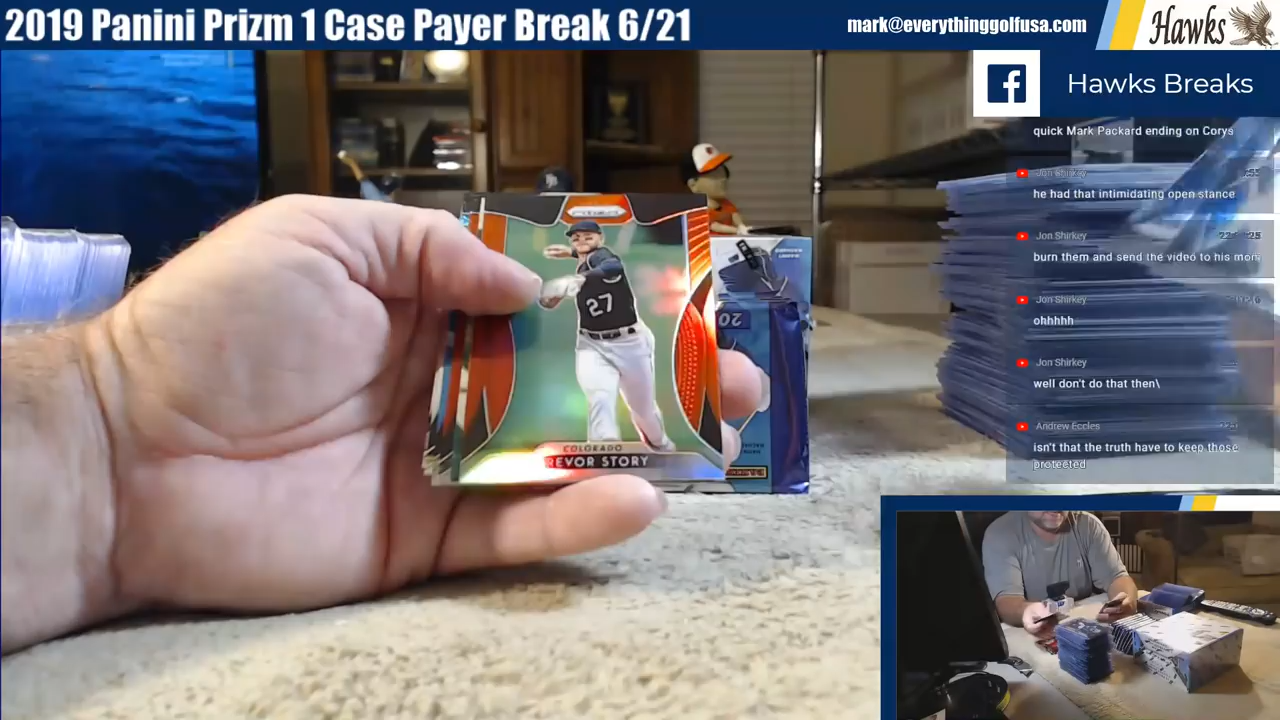 2019 Panini Prizm 1 Case Payer Break 6/21
mark@everythinggolfusa.com
Hawks
Hawks Breaks
quick Mark Packard ending on Corys
Jon Shirkey
he had that intimidating open stance
Jon Shirkey
burn them and send the video to his mom
Jon Shirkey
ohhhhh
Jon Shirkey
well don't do that then\
Andrew Eccles
isn't that the truth have to keep those
protected
PRIZM
27
COLORADO
REVOR STORY